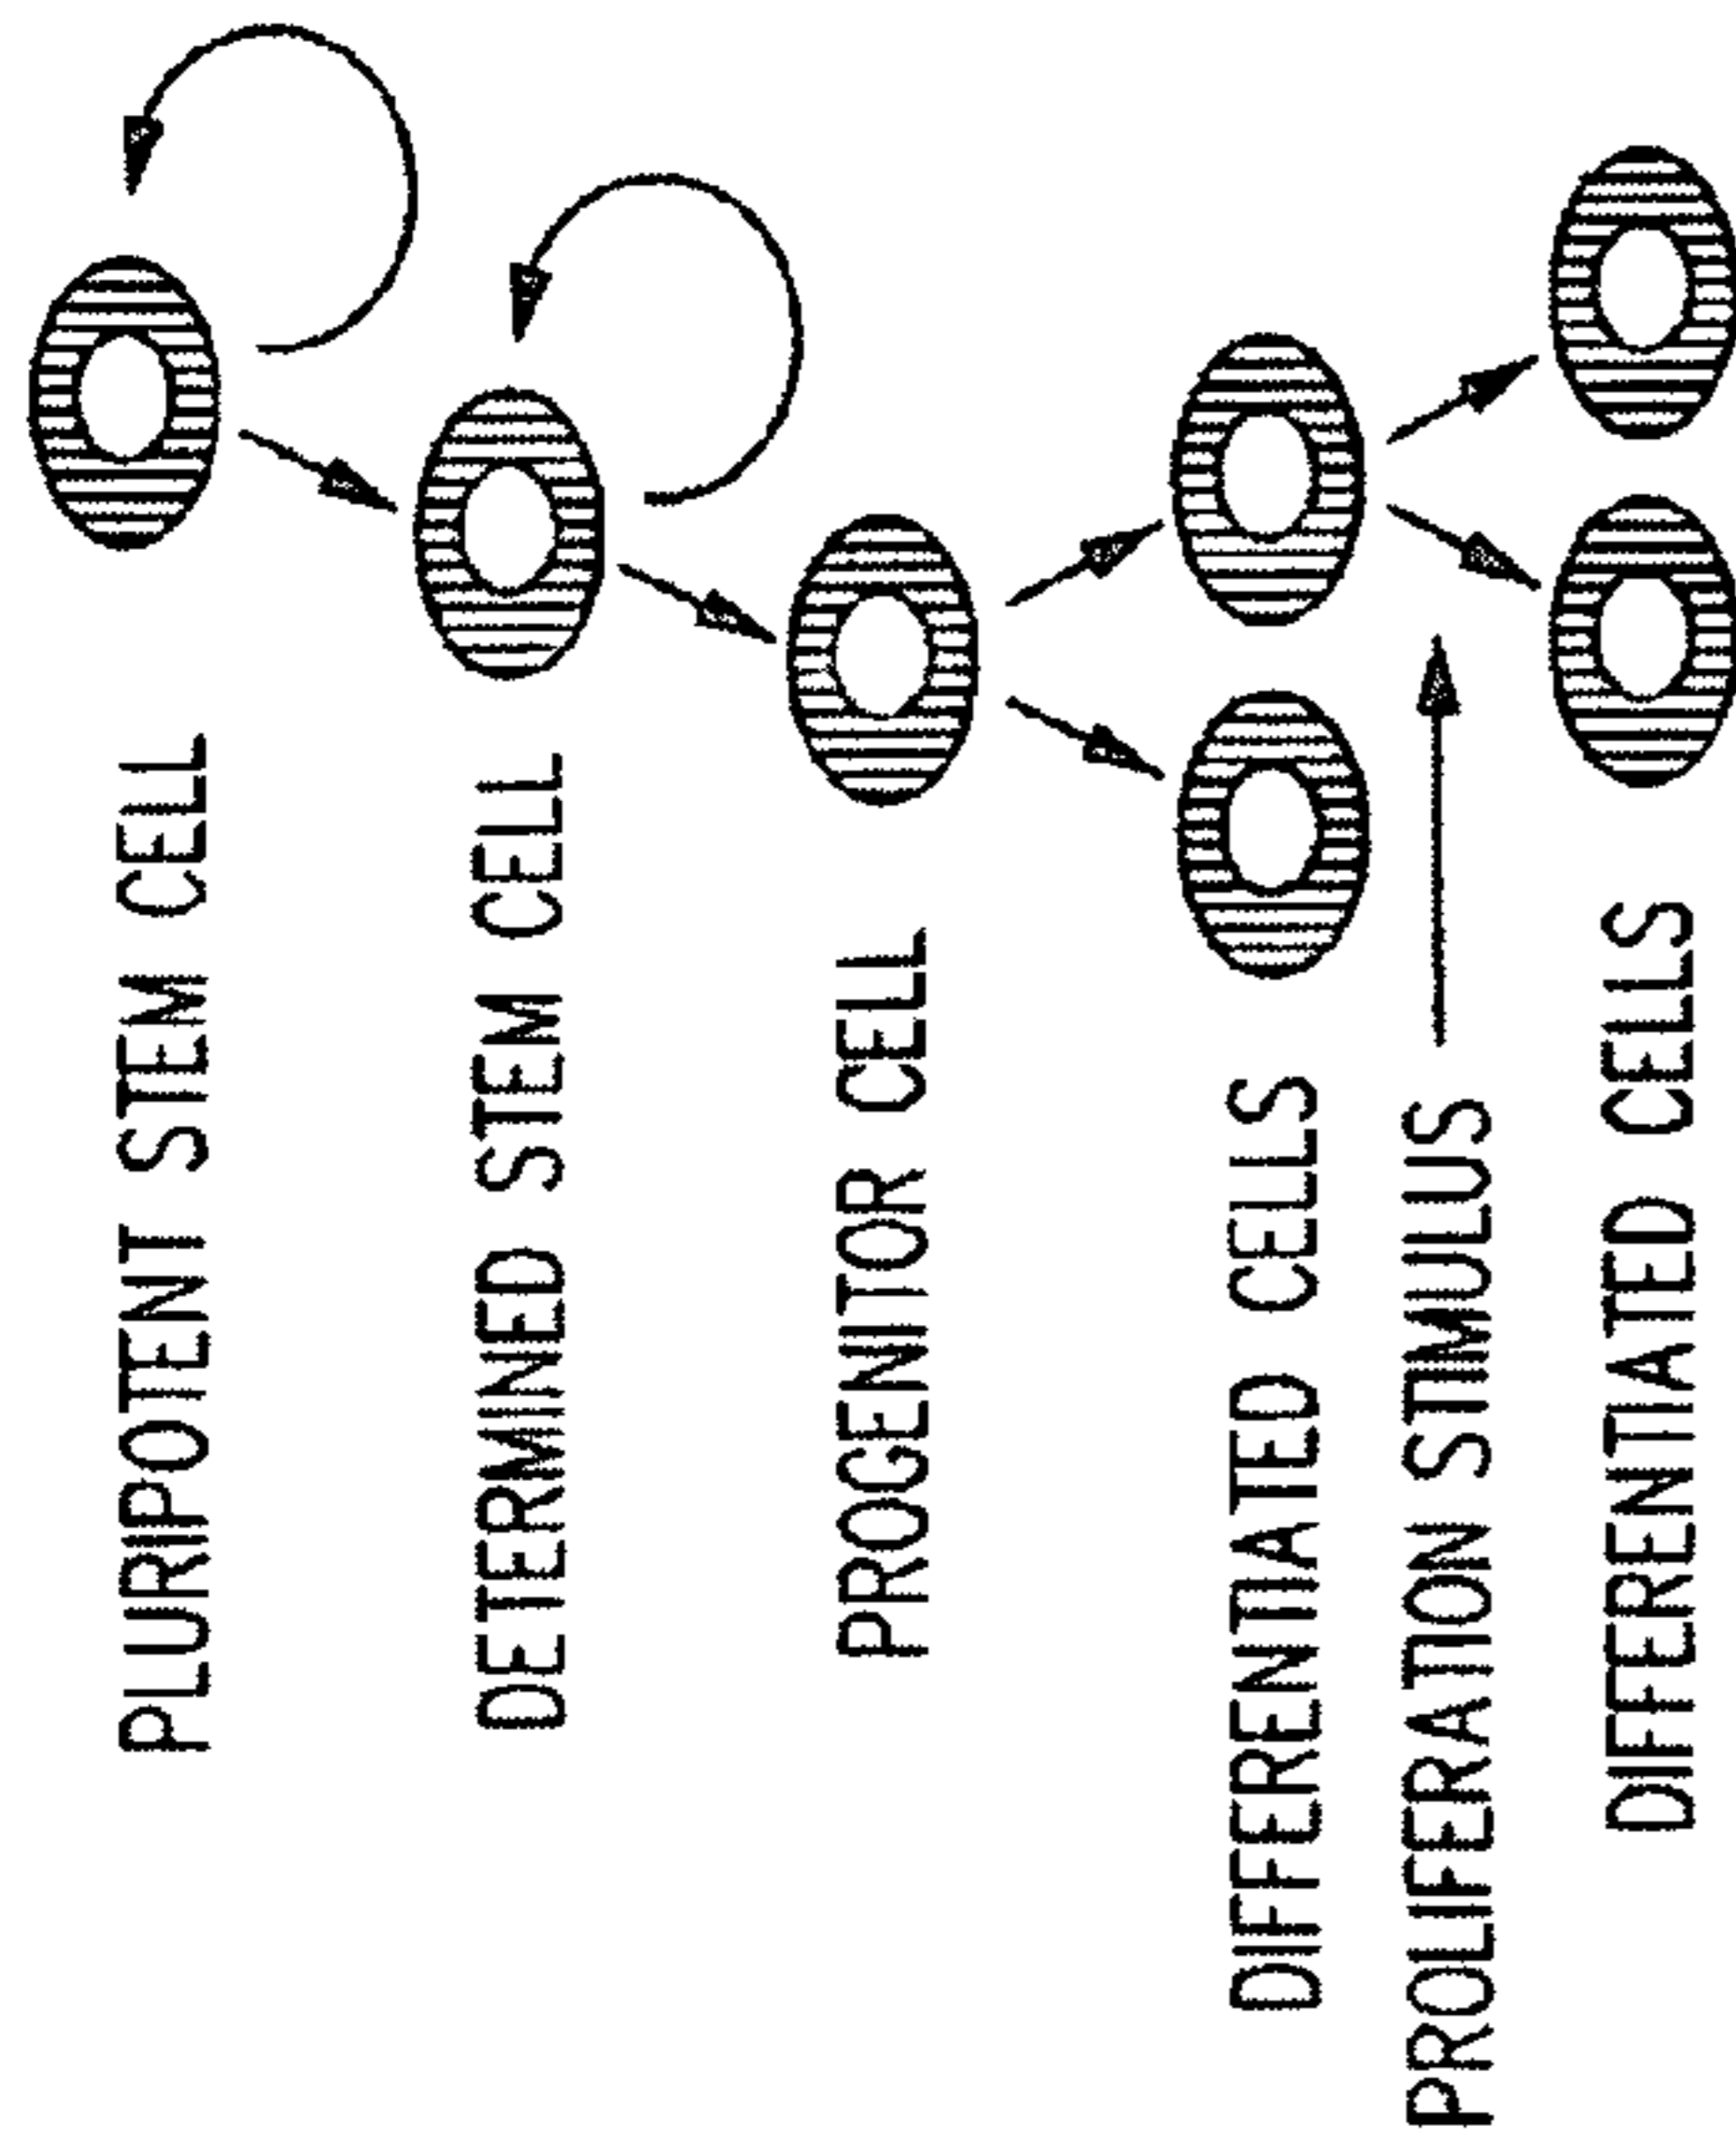 PLURIPOTENT STEM CELL
DETERMINED STEM CELL
PROGENITOR CELL
DIFFERENTIATED CELLS
PROLIFERATION STIMULUS
DIFFERENTIATED CELLS